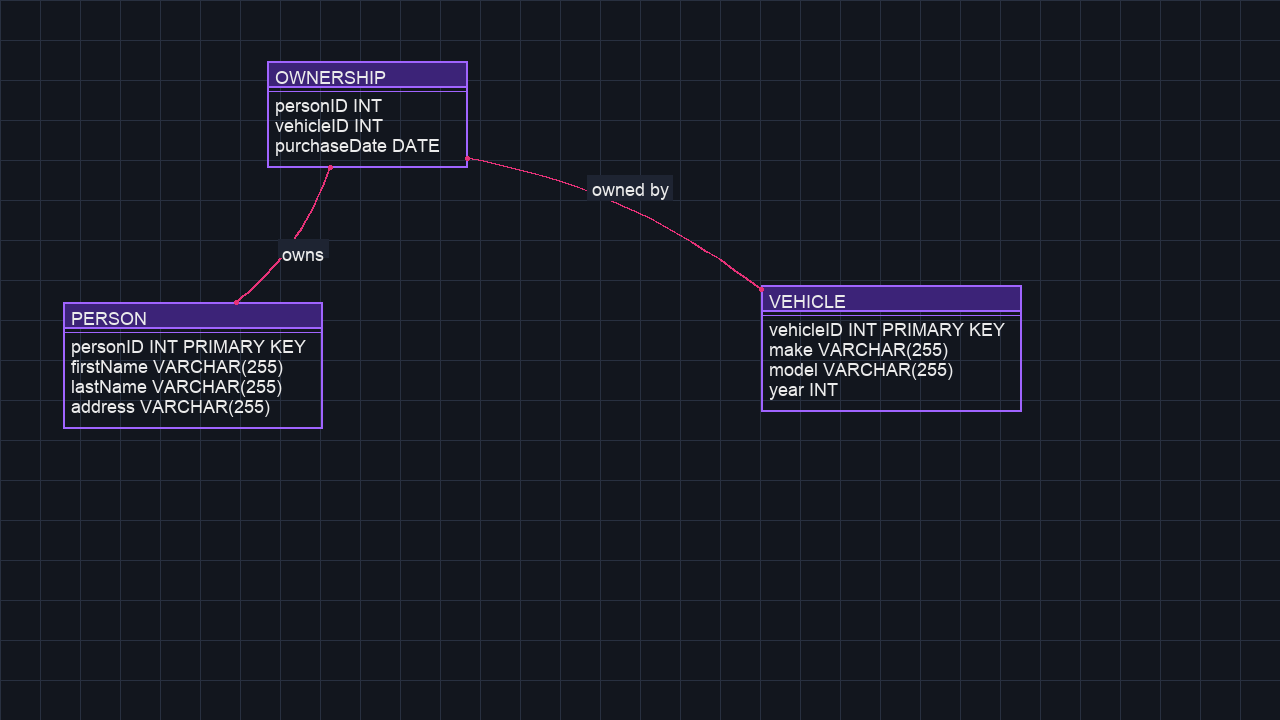 OWNERSHIP
personID INT
vehicleID INT
purchaseDate DATE
owned by
owns
PERSON
personID INT PRIMARY KEY
firstName VARCHAR(255)
lastName VARCHAR(255)
address VARCHAR(255)
VEHICLE
vehicleID INT PRIMARY KEY
make VARCHAR(255)
model VARCHAR(255)
year INT